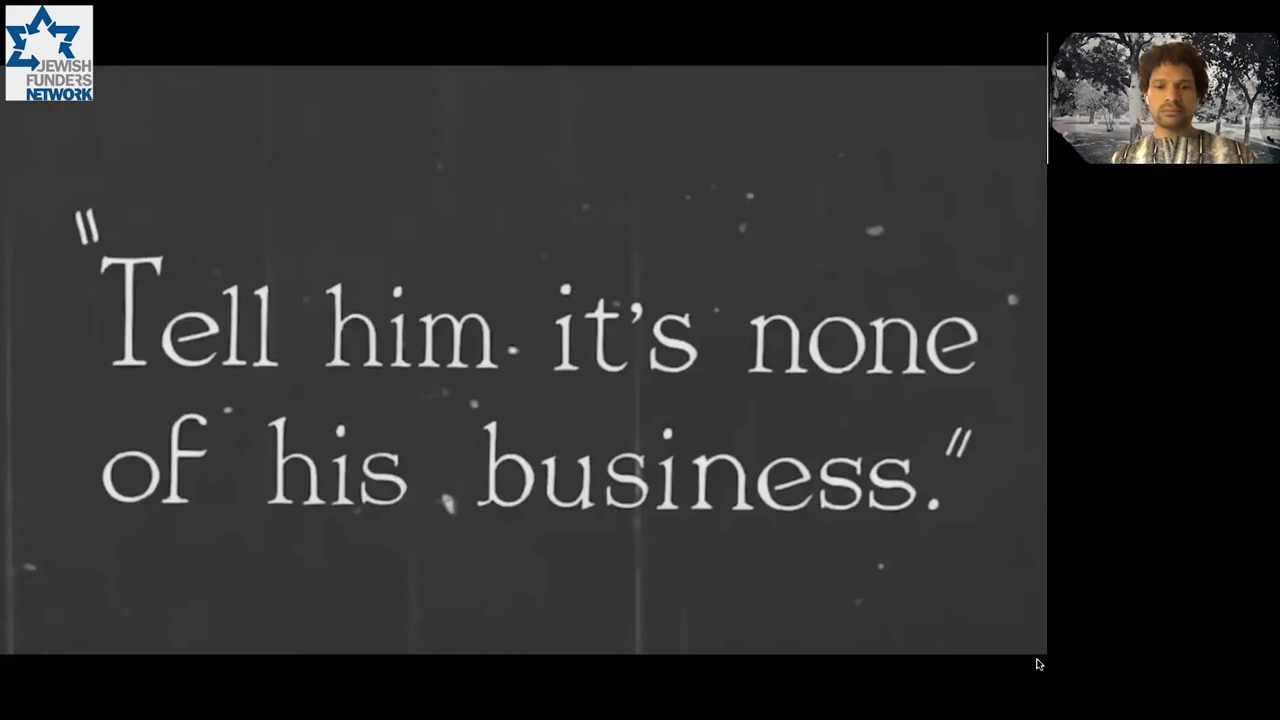 JEWISH
FUNDERS
NETWORK
"Tell him it's none
of his business."